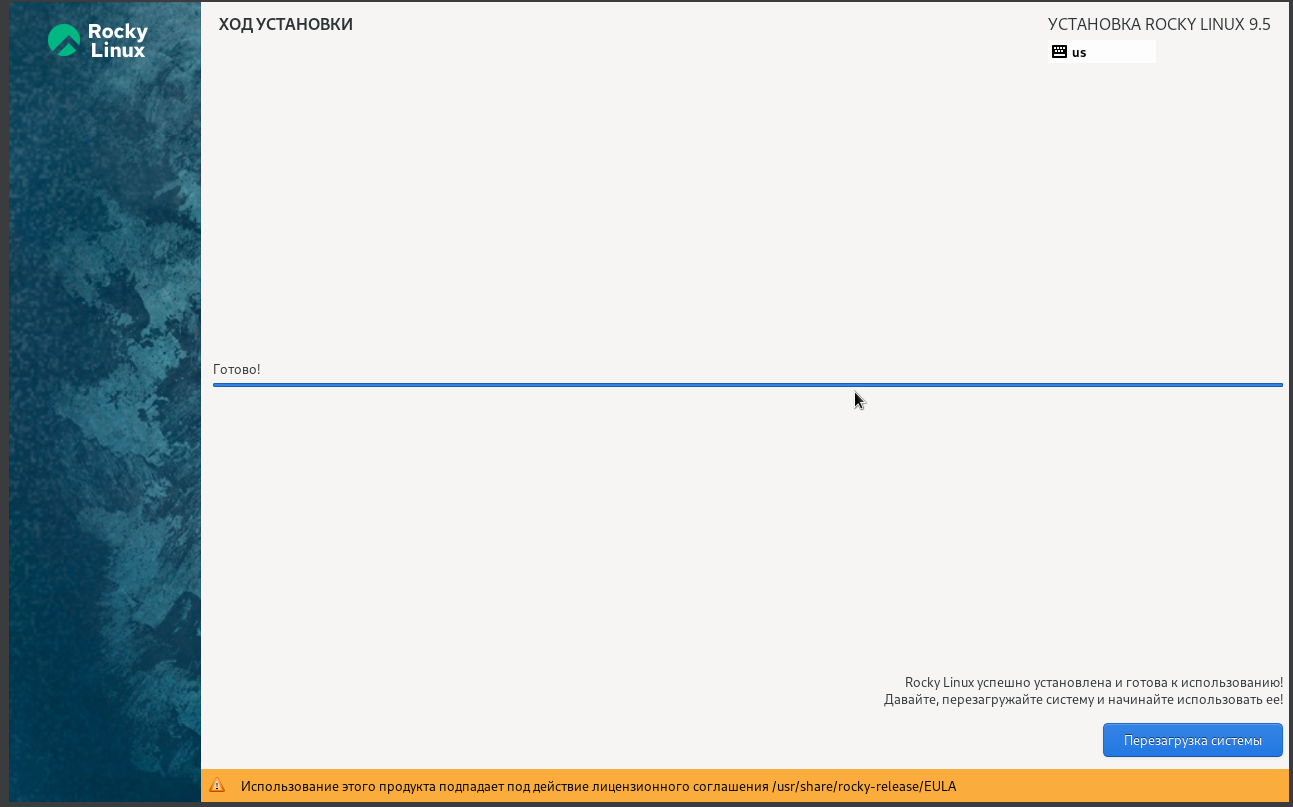 Rocky
Linux
ХОД УСТАНОВКИ
УСТАНОВКА ROCKY LINUX 9.5
us
Готово!
Rocky Linux успешно установлена и готова к использованию!
Давайте, перезагружайте систему и начинайте использовать ее!
Перезагрузка системы
Использование этого продукта подпадает под действие лицензионного соглашения /usr/share/rocky-release/EULA